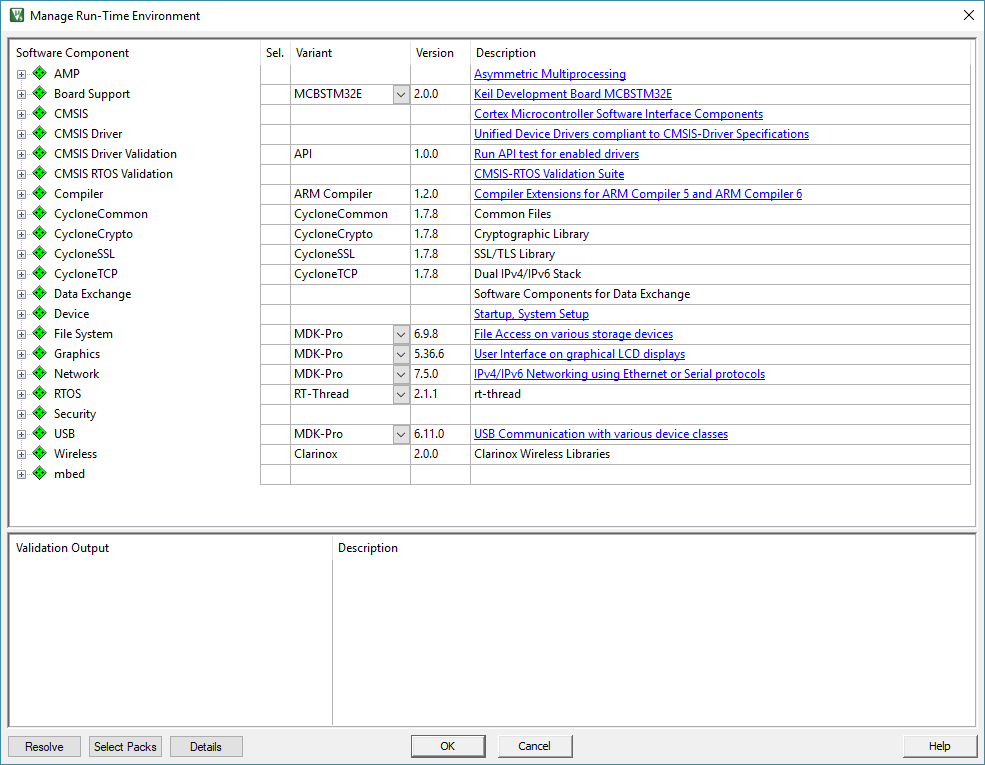 Manage Run-Time Environment
Software Component Sel. Variant Version Description
AMP Asymmetric Multiprocessing
Board Support MCBSTM32E 2.0.0 Keil Development Board MCBSTM32E
CMSIS Cortex Microcontroller Software Interface Components
CMSIS Driver Unified Device Drivers compliant to CMSIS-Driver Specifications
CMSIS Driver Validation API 1.0.0 Run API test for enabled drivers
CMSIS RTOS Validation CMSIS-RTOS Validation Suite
Compiler ARM Compiler 1.2.0 Compiler Extensions for ARM Compiler 5 and ARM Compiler 6
CycloneCommon CycloneCommon 1.7.8 Common Files
CycloneCrypto CycloneCrypto 1.7.8 Cryptographic Library
CycloneSSL CycloneSSL 1.7.8 SSL/TLS Library
CycloneTCP CycloneTCP 1.7.8 Dual IPv4/IPv6 Stack
Data Exchange Software Components for Data Exchange
Device Startup, System Setup
File System MDK-Pro 6.9.8 File Access on various storage devices
Graphics MDK-Pro 5.36.6 User Interface on graphical LCD displays
Network MDK-Pro 7.5.0 IPv4/IPv6 Networking using Ethernet or Serial protocols
RTOS RT-Thread 2.1.1 rt-thread
Security
USB MDK-Pro 6.11.0 USB Communication with various device classes
Wireless Clarinox 2.0.0 Clarinox Wireless Libraries
mbed
Validation Output Description
Resolve Select Packs Details OK Cancel Help